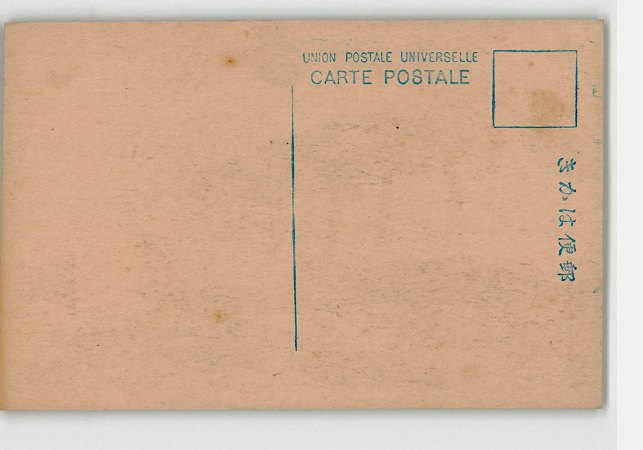 UNION POSTALE UNIVERSELLE
CARTE POSTALE
きかは便郵